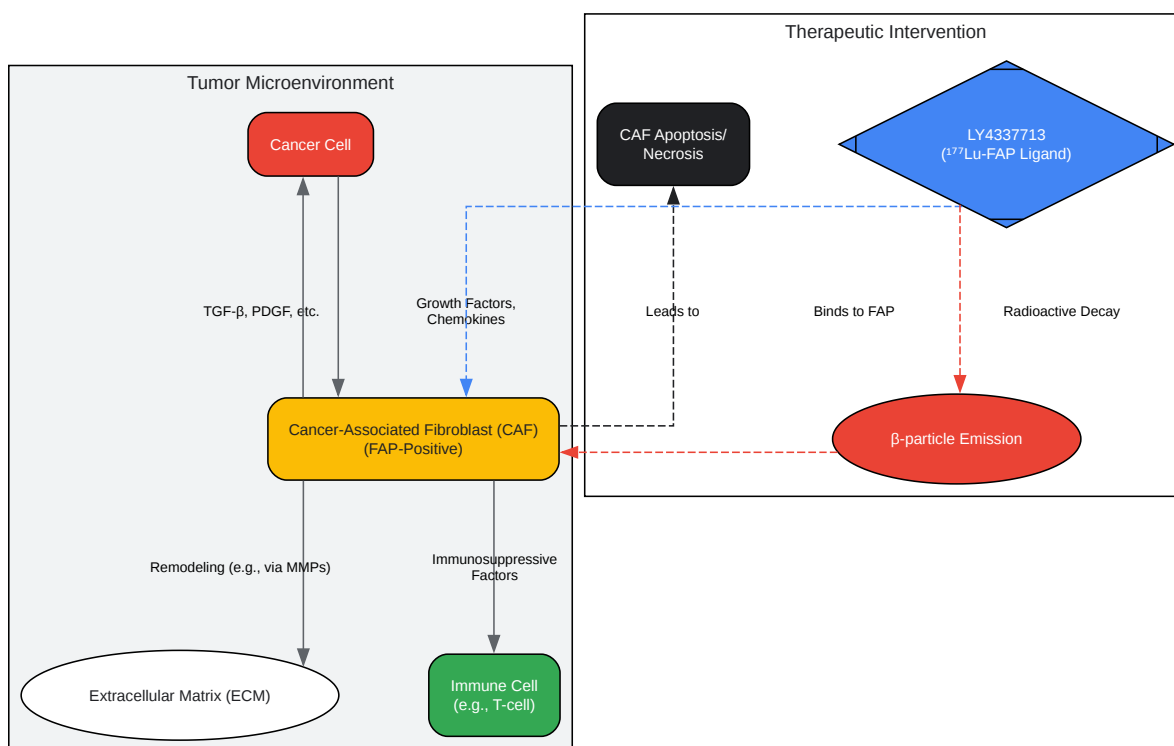 Therapeutic Intervention
Tumor Microenvironment
Cancer Cell
CAF Apoptosis/
Necrosis
LY4337713
(¹⁷⁷Lu-FAP Ligand)
TGF-β, PDGF, etc.
Growth Factors,
Chemokines
Leads to
Binds to FAP
Radioactive Decay
Cancer-Associated Fibroblast (CAF)
(FAP-Positive)
β-particle Emission
Remodeling (e.g., via MMPs)
Immunosuppressive
Factors
Extracellular Matrix (ECM)
Immune Cell
(e.g., T-cell)